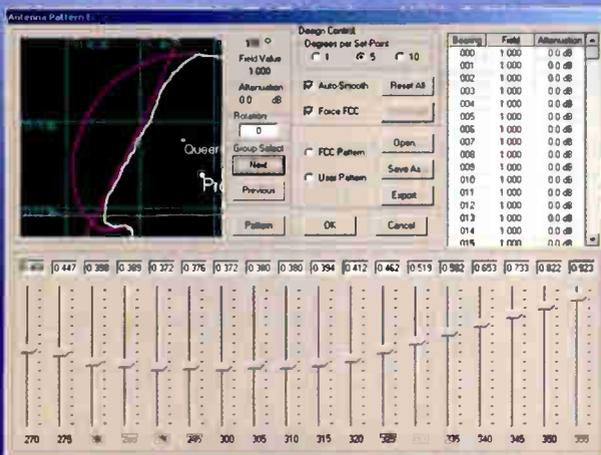 Antenna Pattern
Design Control
Degrees per Set-Point
1 5 10
Field Value
1.000
Attenuation
0.0 dB
Rotation
0
Auto-Smooth
Reset All
Force FCC
Group Select
Next
Previous
FCC Pattern
User Pattern
Open
Save As
Export
Pattern
OK
Cancel
Queen
Bearing Field Attenuation
000 1.000 0.0 dB
001 1.000 0.0 dB
002 1.000 0.0 dB
003 1.000 0.0 dB
004 1.000 0.0 dB
005 1.000 0.0 dB
006 1.000 0.0 dB
007 1.000 0.0 dB
008 1.000 0.0 dB
009 1.000 0.0 dB
010 1.000 0.0 dB
011 1.000 0.0 dB
012 1.000 0.0 dB
013 1.000 0.0 dB
014 1.000 0.0 dB
015 1.000 0.0 dB
0.447 0.398 0.389 0.372 0.376 0.372 0.380 0.380 0.394 0.412 0.462 0.519 0.582 0.653 0.733 0.822 0.923
270 275 295 300 305 310 315 320 325 335 340 345 350 355